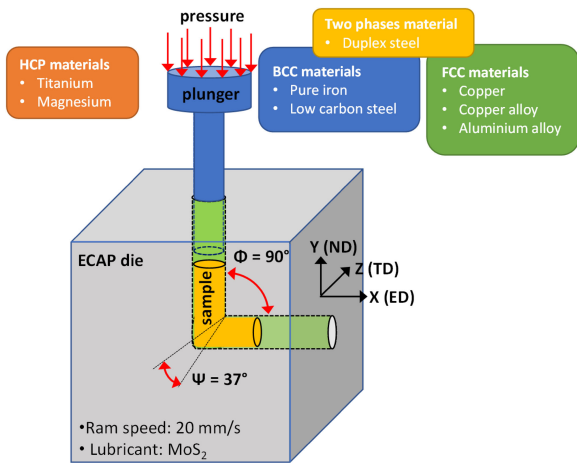 pressure
plunger
HCP materials
• Titanium
• Magnesium
Two phases material
• Duplex steel
BCC materials
• Pure iron
• Low carbon steel
FCC materials
• Copper
• Copper alloy
• Aluminium alloy
ECAP die
sample
Φ = 90°
Y (ND)
Z (TD)
X (ED)
Ψ = 37°
•Ram speed: 20 mm/s
• Lubricant: MoS₂